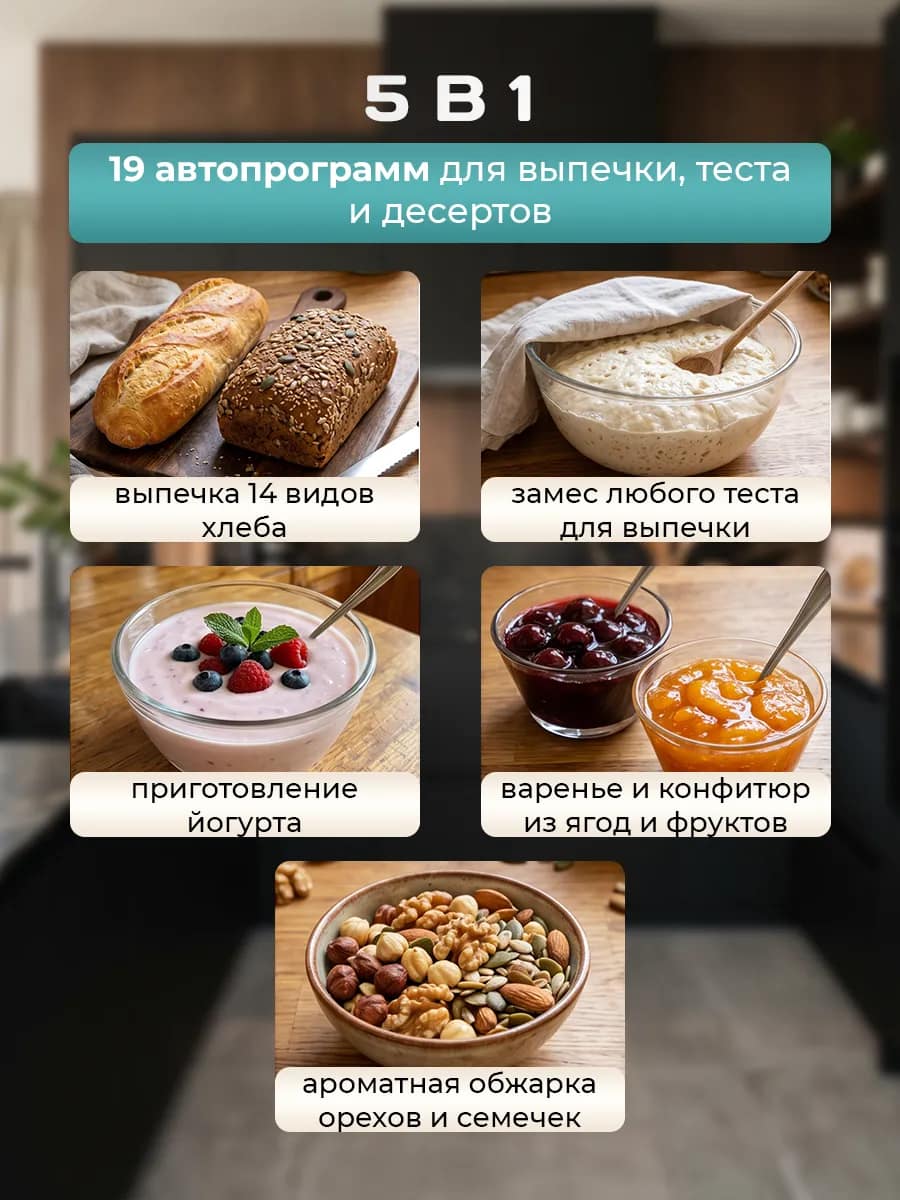 5 В 1
19 автопрограмм для выпечки, теста
и десертов
выпечка 14 видов
хлеба
замес любого теста
для выпечки
приготовление
йогурта
варенье и конфитюр
из ягод и фруктов
ароматная обжарка
орехов и семечек